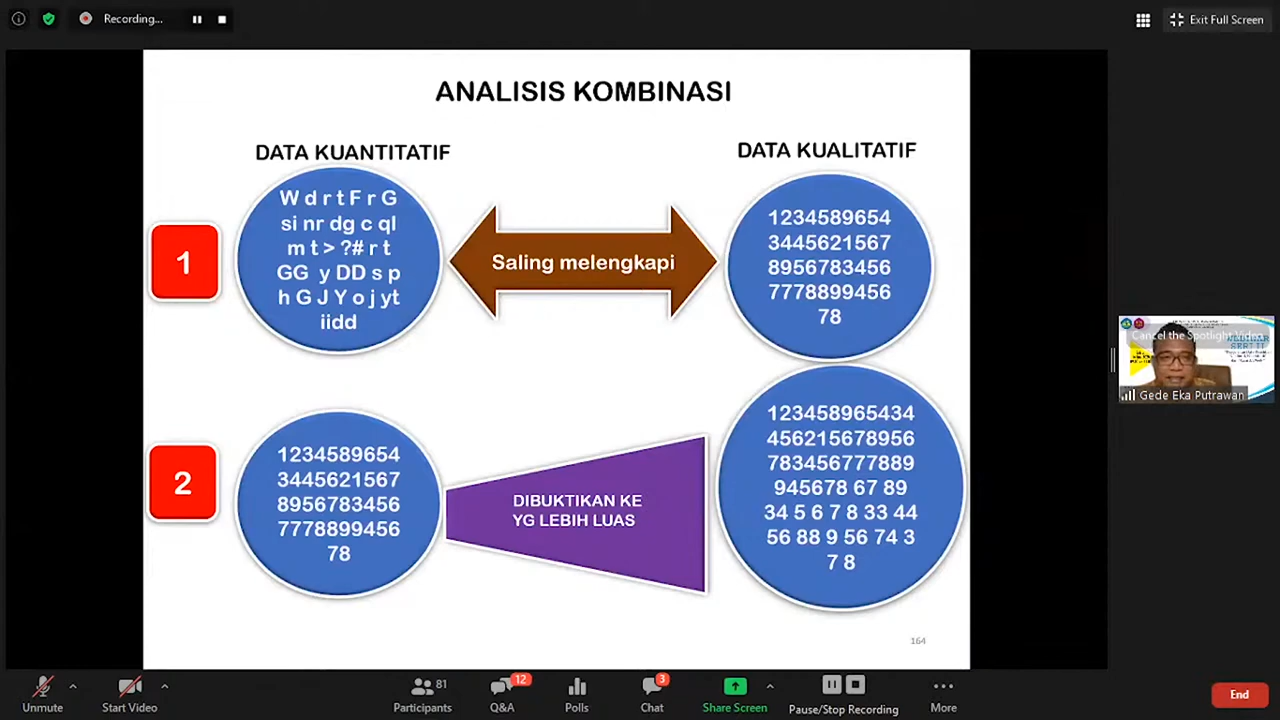 Recording...
Exit Full Screen
ANALISIS KOMBINASI
DATA KUANTITATIF
DATA KUALITATIF
1
W d r t F r G
si nr dg c ql
m t > ?# r t
GG y DD s p
h G J Y o j yt
iidd
Saling melengkapi
1234589654
3445621567
8956783456
7778899456
78
2
1234589654
3445621567
8956783456
7778899456
78
DIBUKTIKAN KE
YG LEBIH LUAS
123458965434
456215678956
783456777889
945678 67 89
34 5 6 7 8 33 44
56 88 9 56 74 3
7 8
164
Cancel the Spotlight Video
Gede Eka Putrawan
Unmute
Start Video
81
Participants
12
Q&A
Polls
3
Chat
Share Screen
Pause/Stop Recording
More
End